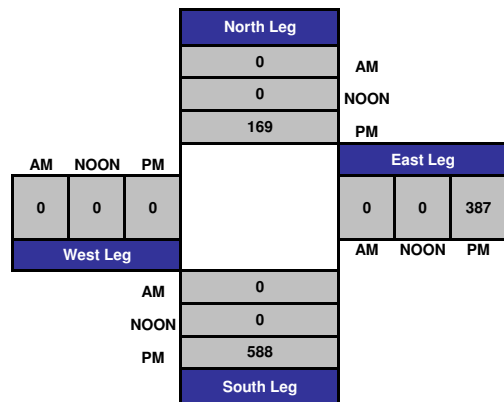 North Leg
0 AM
0 NOON
169 PM
AM NOON PM
East Leg
0 0 0
0 0 387
West Leg
AM NOON PM
AM 0
NOON 0
PM 588
South Leg